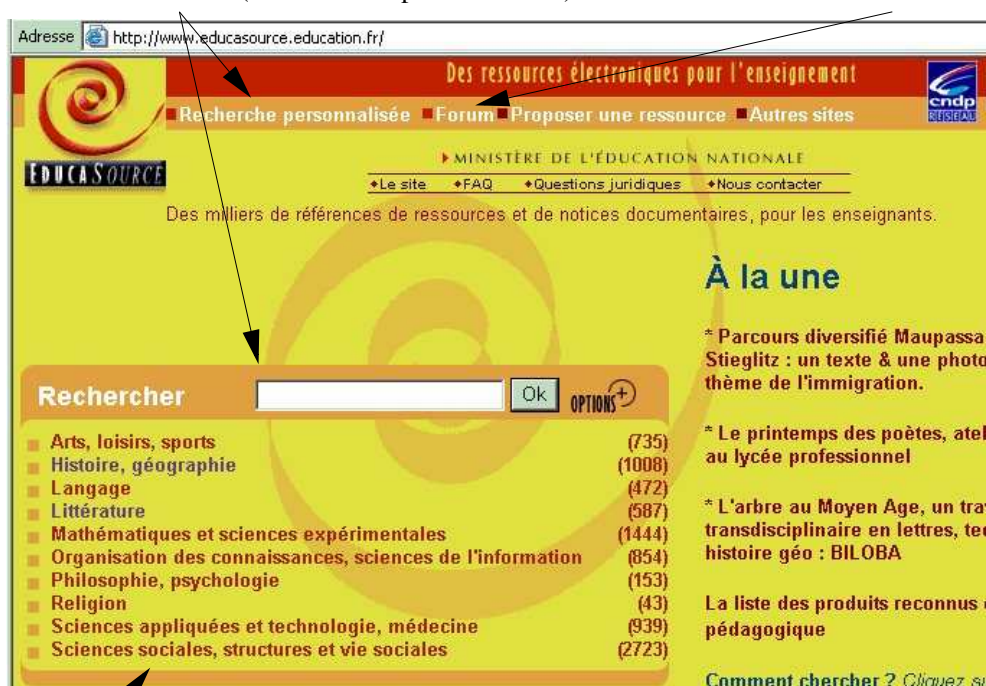 Adresse http://www.educasource.education.fr/
Des ressources électroniques pour l'enseignement
Recherche personnalisée Forum Proposer une ressource Autres sites
cndp
RÉSEAU
EDUCASOURCE
MINISTÈRE DE L'ÉDUCATION NATIONALE
Le site FAQ Questions juridiques Nous contacter
Des milliers de références de ressources et de notices documentaires, pour les enseignants.
À la une
* Parcours diversifié Maupassa
Stieglitz : un texte & une photo
thème de l'immigration.
* Le printemps des poètes, atel
au lycée professionnel
* L'arbre au Moyen Age, un tra
transdisciplinaire en lettres, te
histoire géo : BILOBA
La liste des produits reconnus
pédagogique
Comment chercher ? Cliquez su
Rechercher Ok OPTIONS +
Arts, loisirs, sports (735)
Histoire, géographie (1008)
Langage (472)
Littérature (587)
Mathématiques et sciences expérimentales (1444)
Organisation des connaissances, sciences de l'information (854)
Philosophie, psychologie (153)
Religion (43)
Sciences appliquées et technologie, médecine (939)
Sciences sociales, structures et vie sociales (2723)